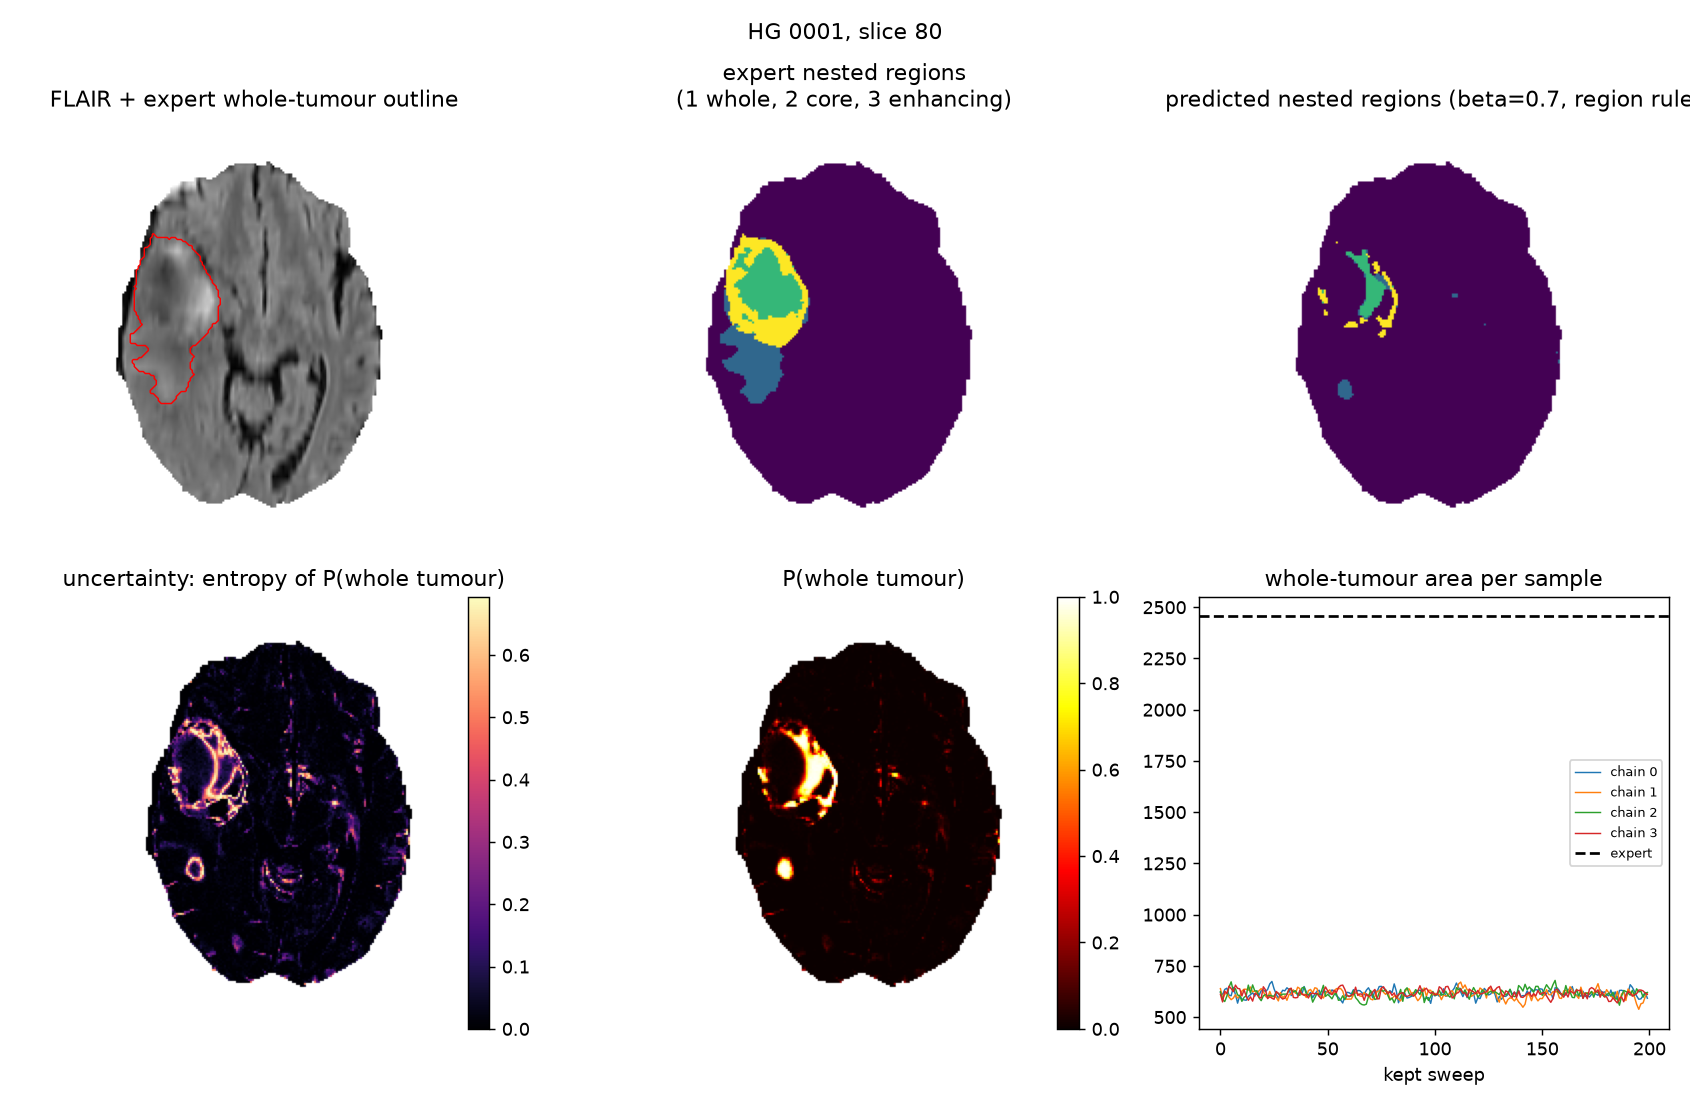 HG 0001, slice 80
FLAIR + expert whole-tumour outline
expert nested regions
(1 whole, 2 core, 3 enhancing)
predicted nested regions (beta=0.7, region rule
uncertainty: entropy of P(whole tumour)
0.6
0.5
0.4
0.3
0.2
0.1
0.0
P(whole tumour)
1.0
0.8
0.6
0.4
0.2
0.0
whole-tumour area per sample
2500
2250
2000
1750
1500
1250
1000
750
500
chain 0
chain 1
chain 2
chain 3
expert
0 50 100 150 200
kept sweep